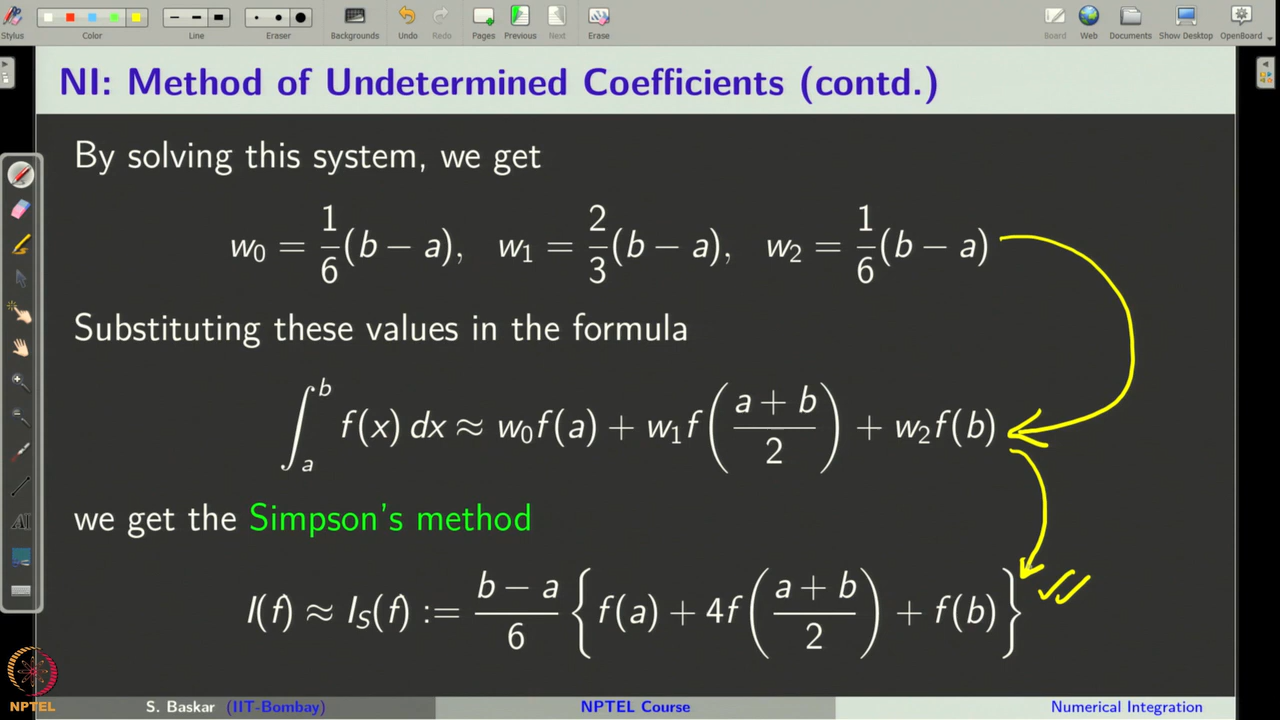 Stylus Color Line Eraser Backgrounds Undo Redo Pages Previous Next Erase Board Web Documents Show Desktop OpenBoard
NI: Method of Undetermined Coefficients (contd.)
By solving this system, we get
w₀ = 1/6 (b − a), w₁ = 2/3 (b − a), w₂ = 1/6 (b − a)
Substituting these values in the formula
∫ₐᵇ f(x) dx ≈ w₀f(a) + w₁f((a + b)/2) + w₂f(b)
we get the Simpson's method
I(f) ≈ I_S(f) := (b − a)/6 {f(a) + 4f((a + b)/2) + f(b)}
NPTEL
S. Baskar (IIT-Bombay) NPTEL Course Numerical Integration